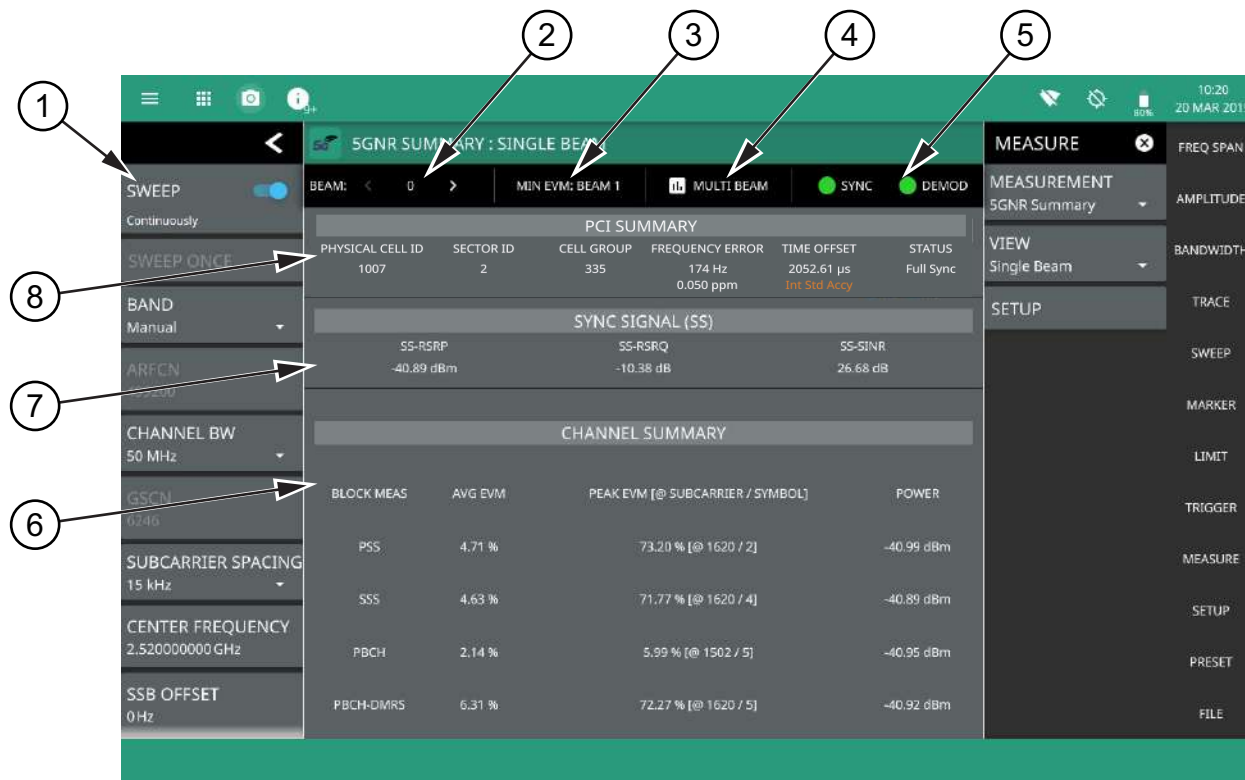 2
3
4
5
1
9+
80%
10:20
20 MAR 201
SWEEP
Continuously
SWEEP ONCE
BAND
Manual
ARFCN
CHANNEL BW
50 MHz
GSCN
6246
SUBCARRIER SPACING
15 kHz
CENTER FREQUENCY
2.520000000 GHz
SSB OFFSET
0 Hz
8
7
6
5G
5GNR SUMMARY : SINGLE BEAM
BEAM: < 0 > MIN EVM: BEAM 1 MULTI BEAM SYNC DEMOD
PCI SUMMARY
PHYSICAL CELL ID SECTOR ID CELL GROUP FREQUENCY ERROR TIME OFFSET STATUS
1007 2 335 174 Hz 2052.61 µs Full Sync
0.050 ppm Int Std Accy
SYNC SIGNAL (SS)
SS-RSRP SS-RSRQ SS-SINR
-40.89 dBm -10.38 dB 26.68 dB
CHANNEL SUMMARY
BLOCK MEAS AVG EVM PEAK EVM [@ SUBCARRIER / SYMBOL] POWER
PSS 4.71 % 73.20 % [@ 1620 / 2] -40.99 dBm
SSS 4.63 % 71.77 % [@ 1620 / 4] -40.89 dBm
PBCH 2.14 % 5.99 % [@ 1502 / 5] -40.95 dBm
PBCH-DMRS 6.31 % 72.27 % [@ 1620 / 5] -40.92 dBm
MEASURE
MEASUREMENT
5GNR Summary
VIEW
Single Beam
SETUP
FREQ SPAN
AMPLITUDE
BANDWIDTH
TRACE
SWEEP
MARKER
LIMIT
TRIGGER
MEASURE
SETUP
PRESET
FILE